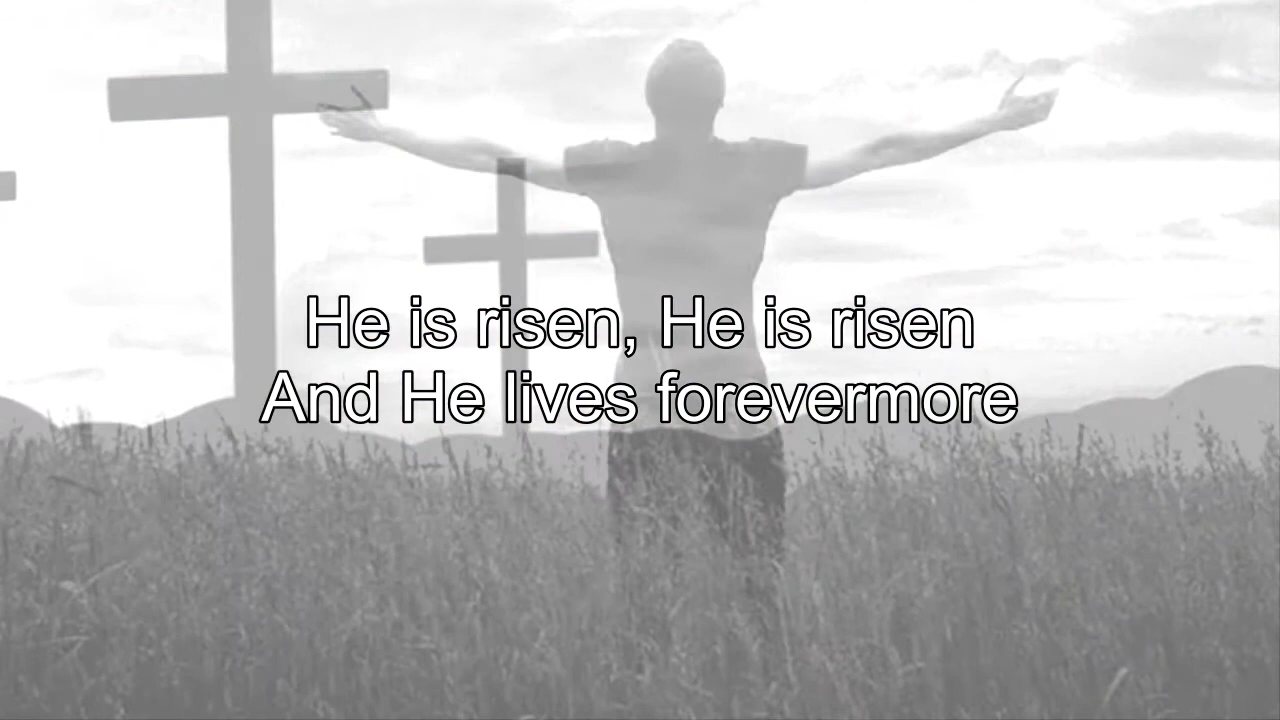 He is risen, He is risen
And He lives forevermore